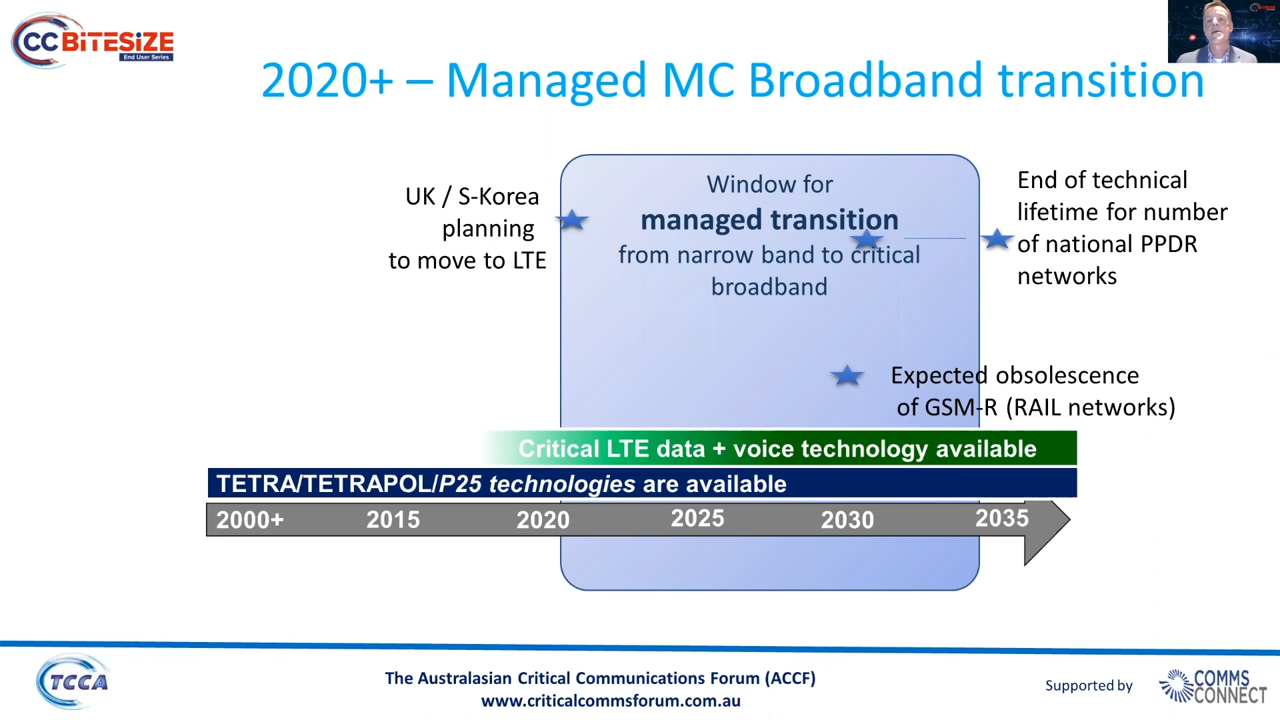 CCBiTESiZE
End User Series
2020+ – Managed MC Broadband transition
UK / S-Korea
planning
to move to LTE
Window for
managed transition
from narrow band to critical
broadband
End of technical
lifetime for number
of national PPDR
networks
Expected obsolescence
of GSM-R (RAIL networks)
Critical LTE data + voice technology available
TETRA/TETRAPOL/P25 technologies are available
2000+ 2015 2020 2025 2030 2035
TCCA
The Australasian Critical Communications Forum (ACCF)
www.criticalcommsforum.com.au
Supported by
COMMS
CONNECT